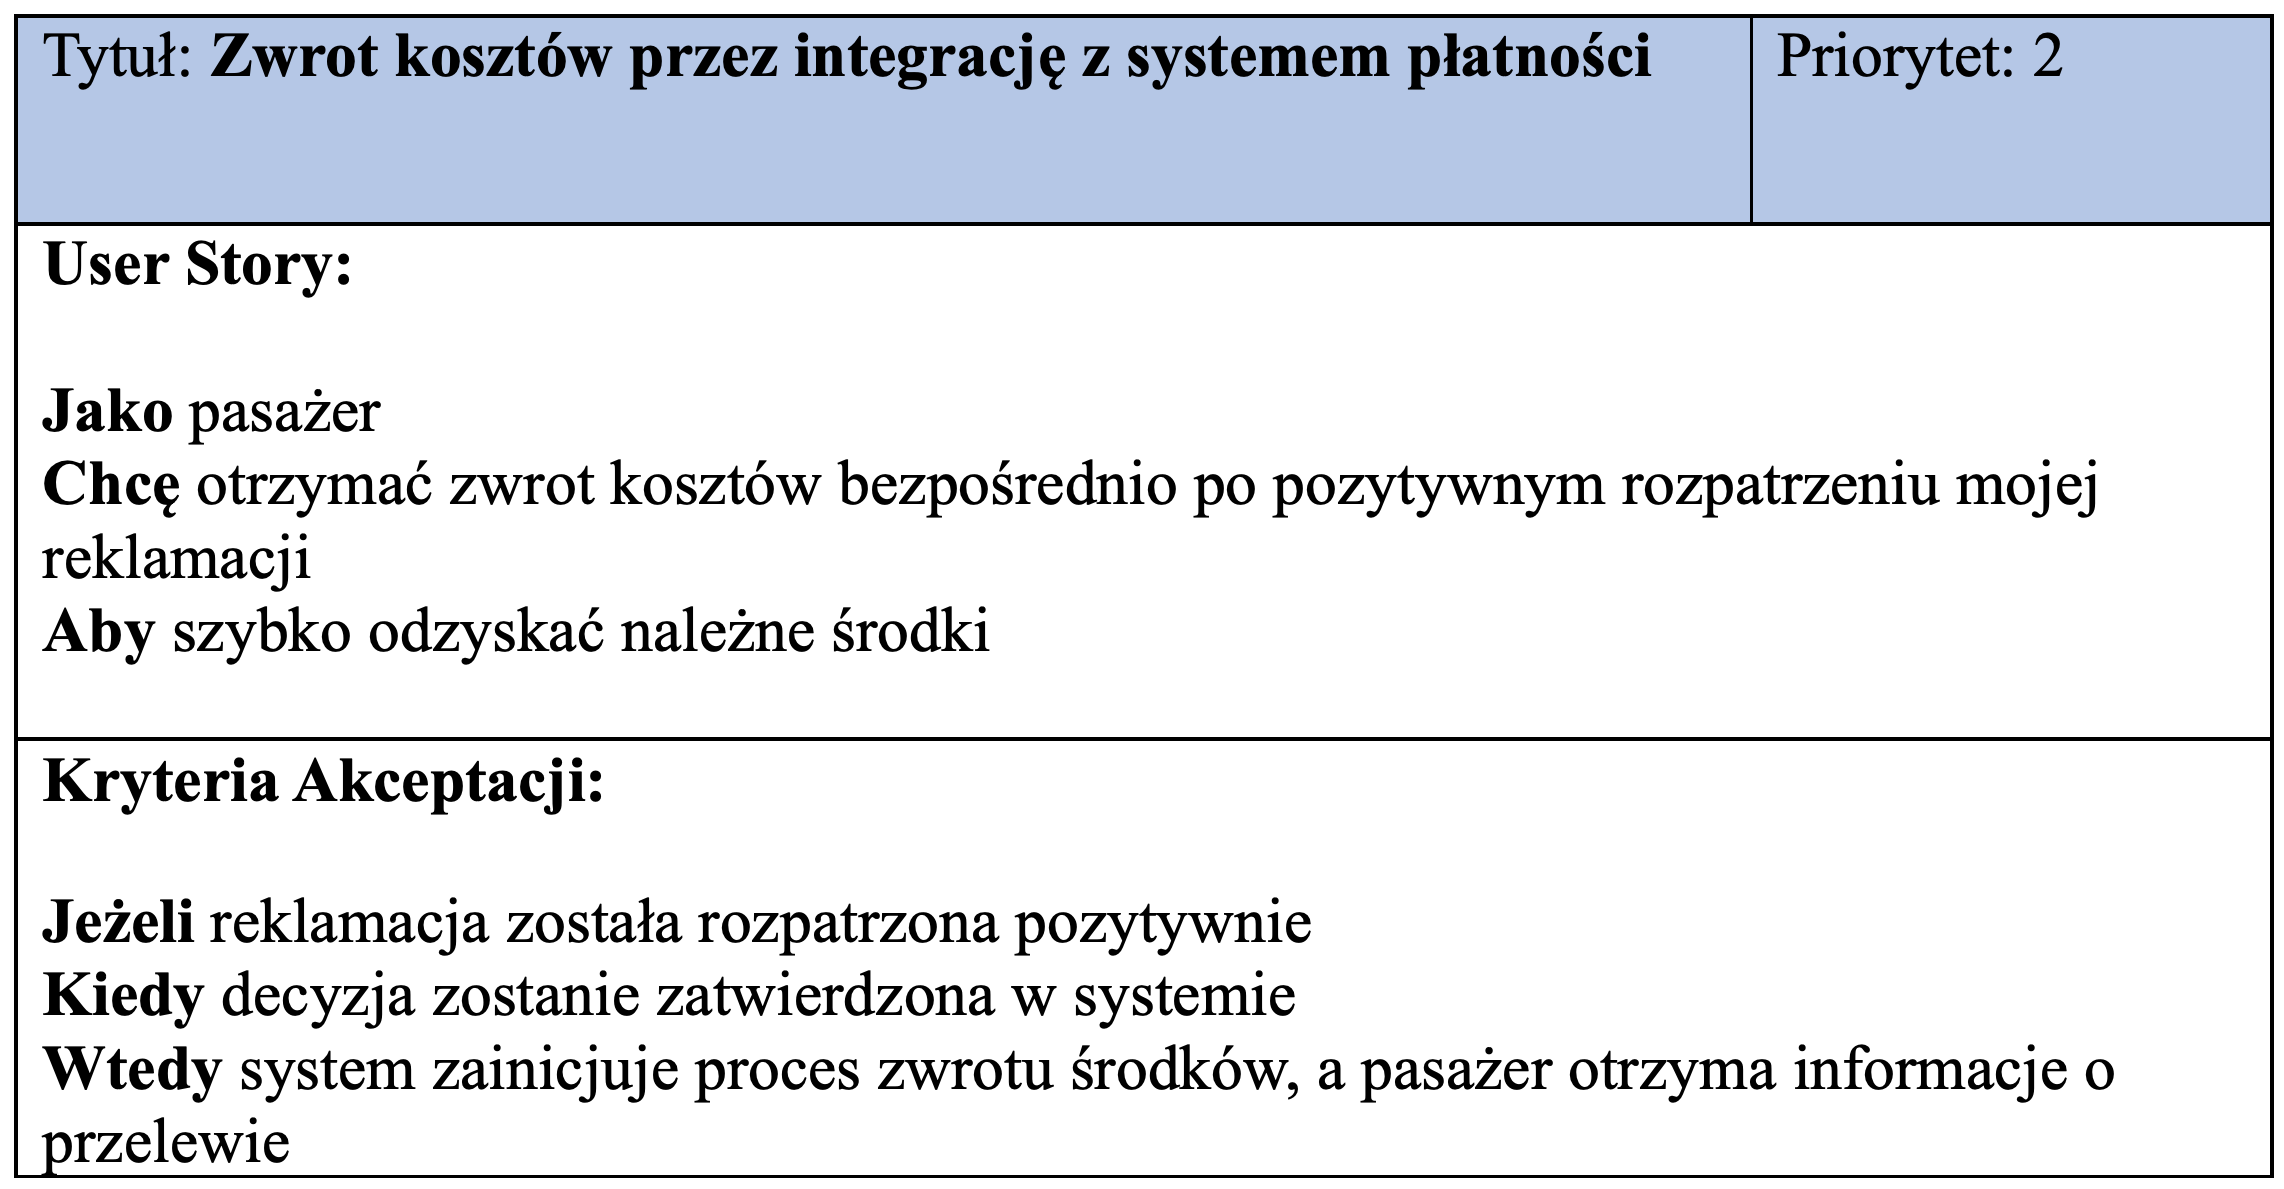 Tytuł: Zwrot kosztów przez integrację z systemem płatności
Priorytet: 2
User Story:
Jako pasażer
Chcę otrzymać zwrot kosztów bezpośrednio po pozytywnym rozpatrzeniu mojej
reklamacji
Aby szybko odzyskać należne środki
Kryteria Akceptacji:
Jeżeli reklamacja została rozpatrzona pozytywnie
Kiedy decyzja zostanie zatwierdzona w systemie
Wtedy system zainicjuje proces zwrotu środków, a pasażer otrzyma informacje o
przelewie